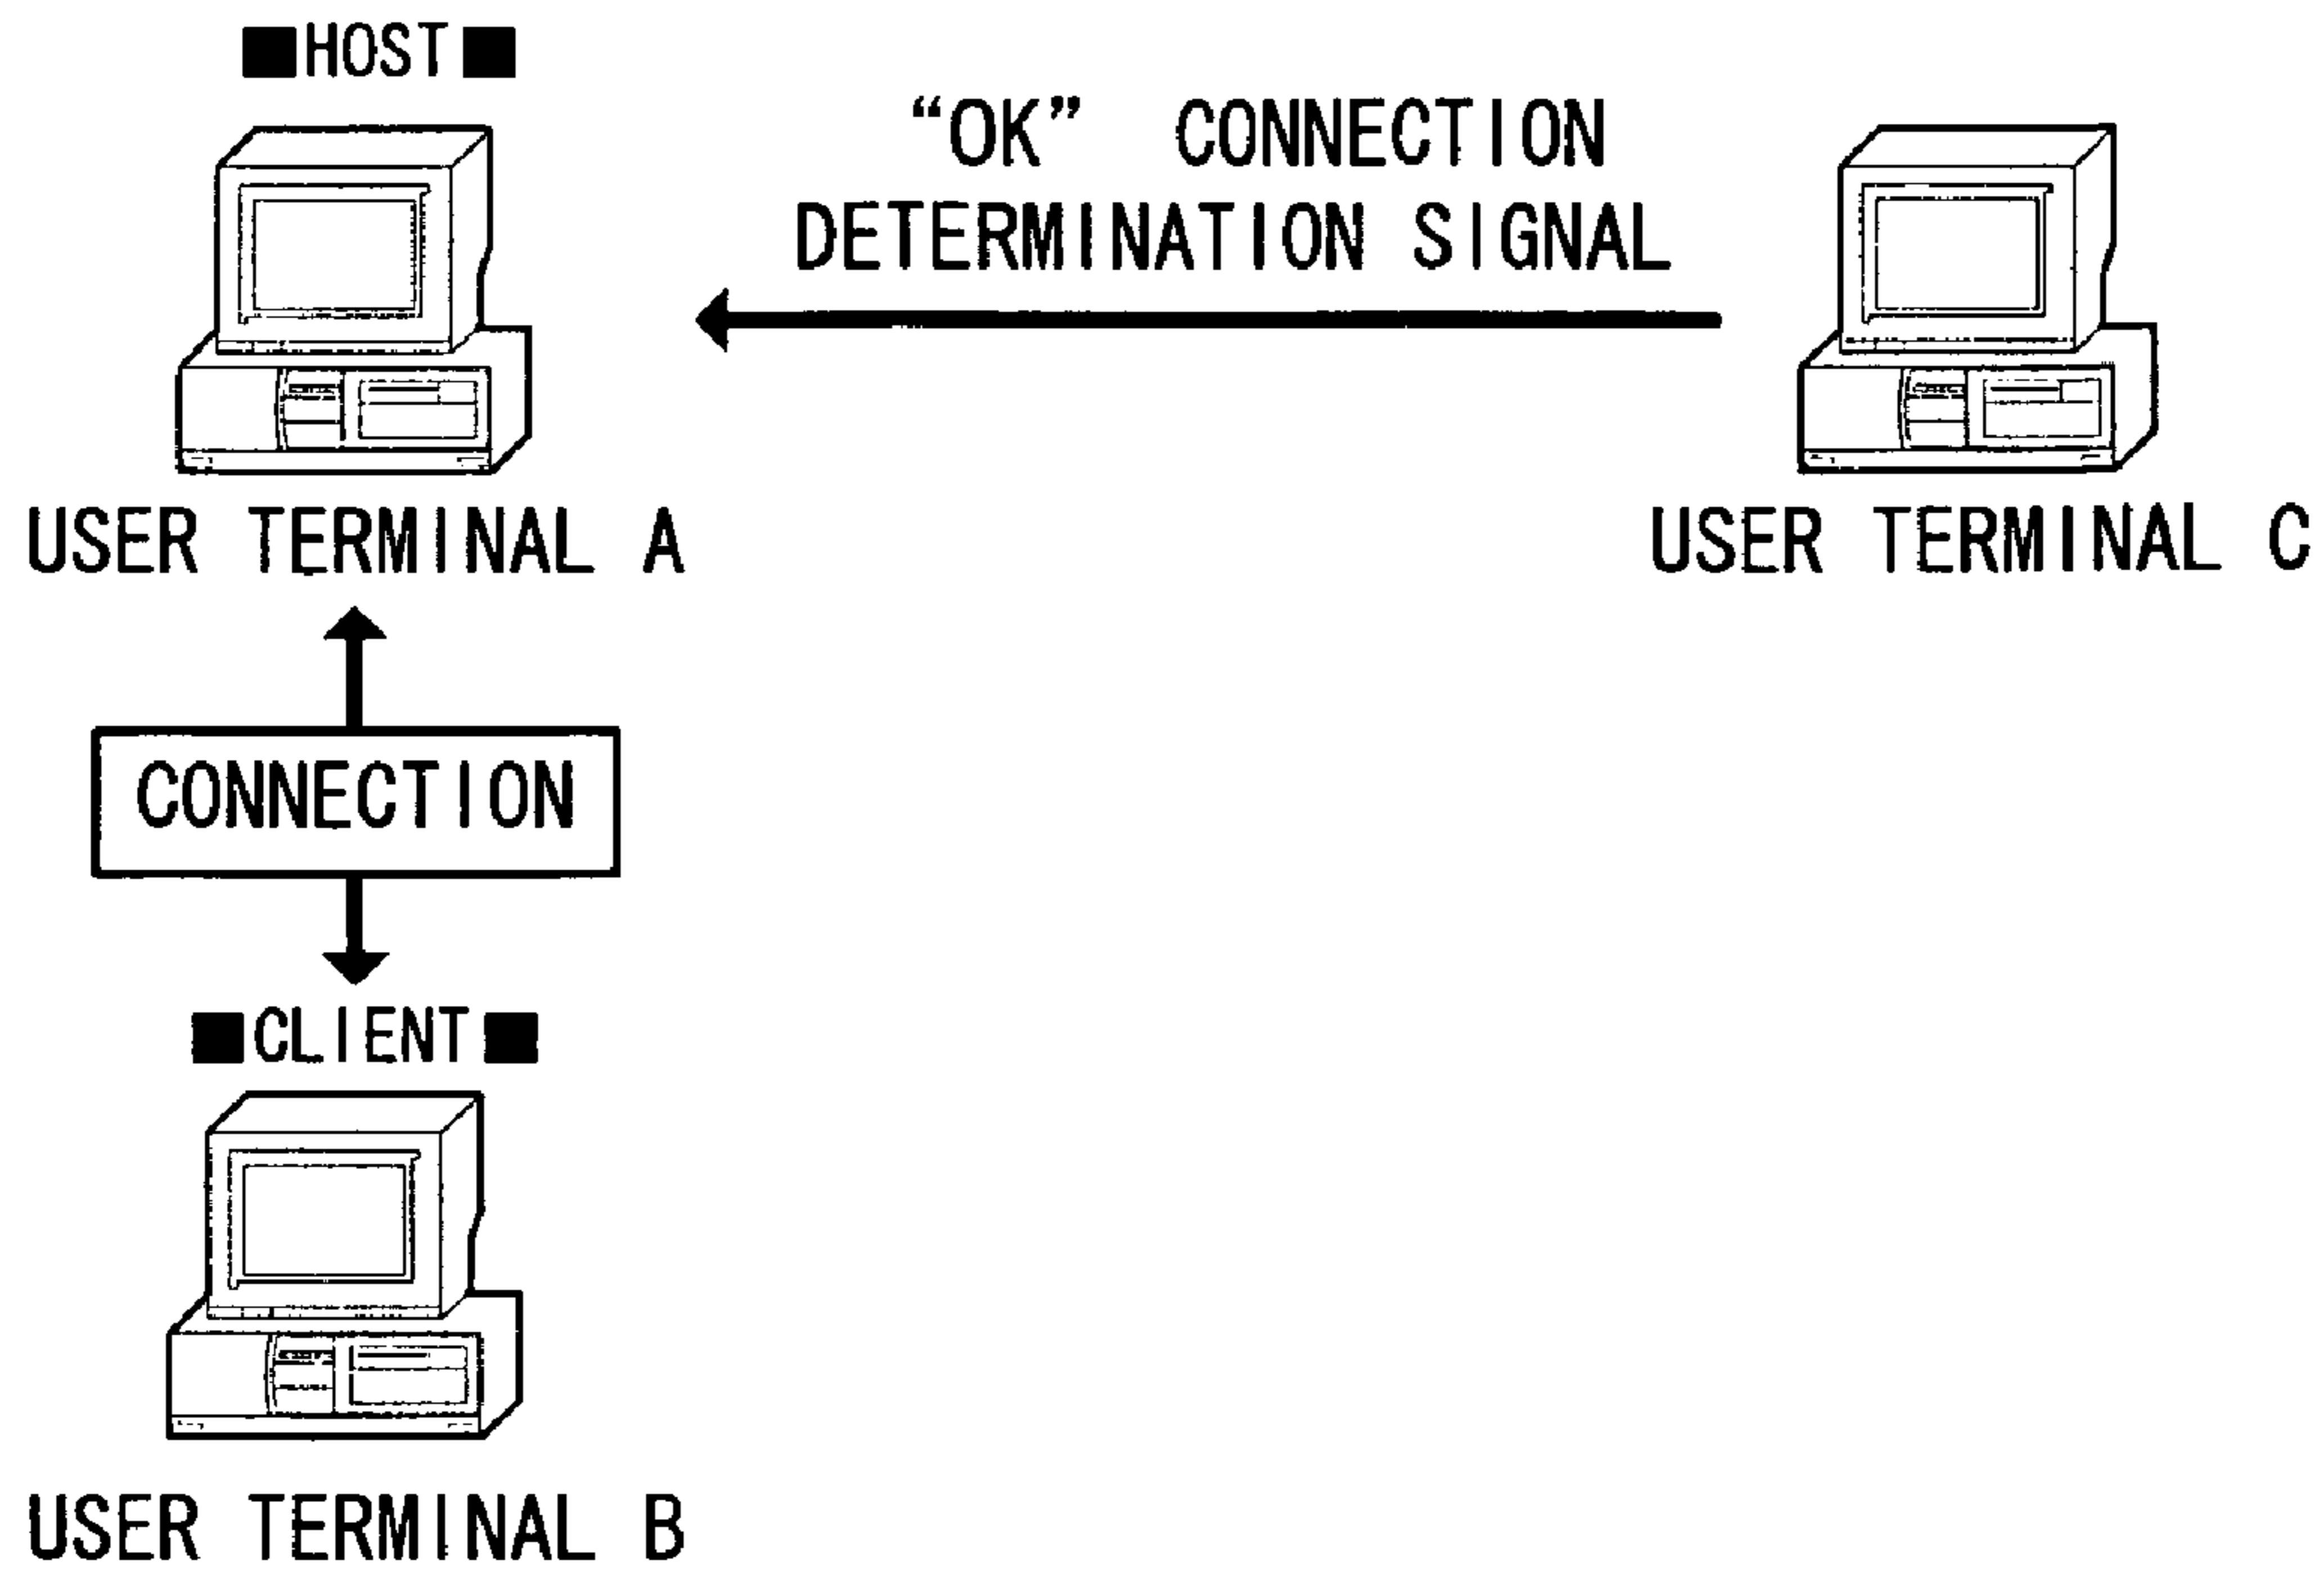 ■HOST■
“OK” CONNECTION
DETERMINATION SIGNAL
USER TERMINAL A
USER TERMINAL C
CONNECTION
■CLIENT■
USER TERMINAL B